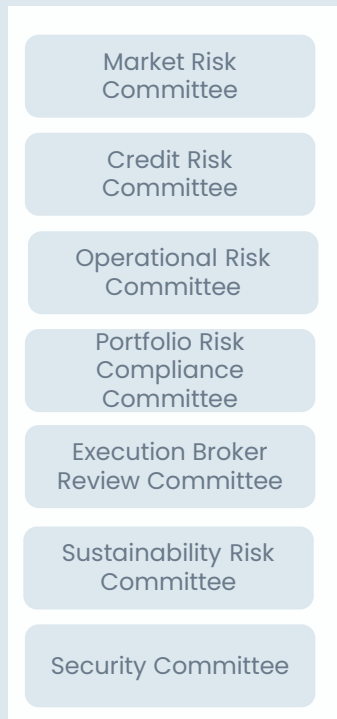 Market Risk
Committee
Credit Risk
Committee
Operational Risk
Committee
Portfolio Risk
Compliance
Committee
Execution Broker
Review Committee
Sustainability Risk
Committee
Security Committee